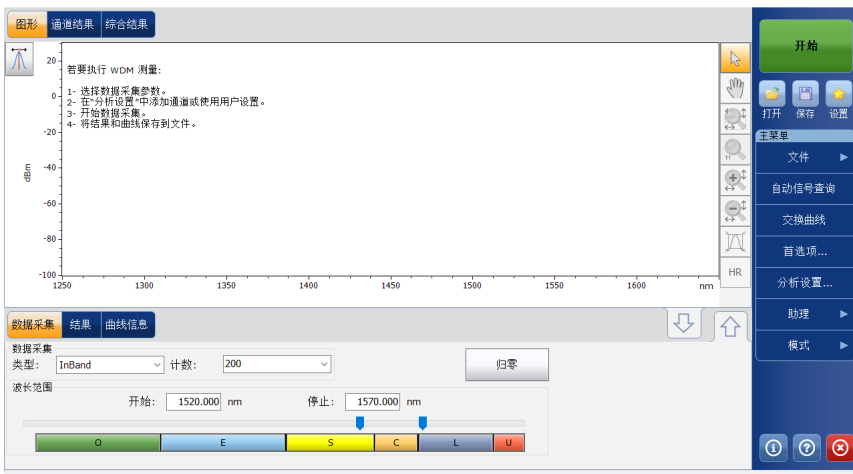 图形 通道结果 综合结果
开始
打开 保存 设置
主菜单
文件
自动信号查询
交换曲线
首选项...
分析设置...
助理
模式
若要执行 WDM 测量:
1- 选择数据采集参数。
2- 在"分析设置"中添加通道或使用用户设置。
3- 开始数据采集。
4- 将结果和曲线保存到文件。
20
0
-20
-40
-60
-80
-100
dBm
1250 1300 1350 1400 1450 1500 1550 1600 nm
1:1
HR
数据采集 结果 曲线信息
数据采集
类型: InBand 计数: 200 归零
波长范围
开始: 1520.000 nm 停止: 1570.000 nm
O E S C L U